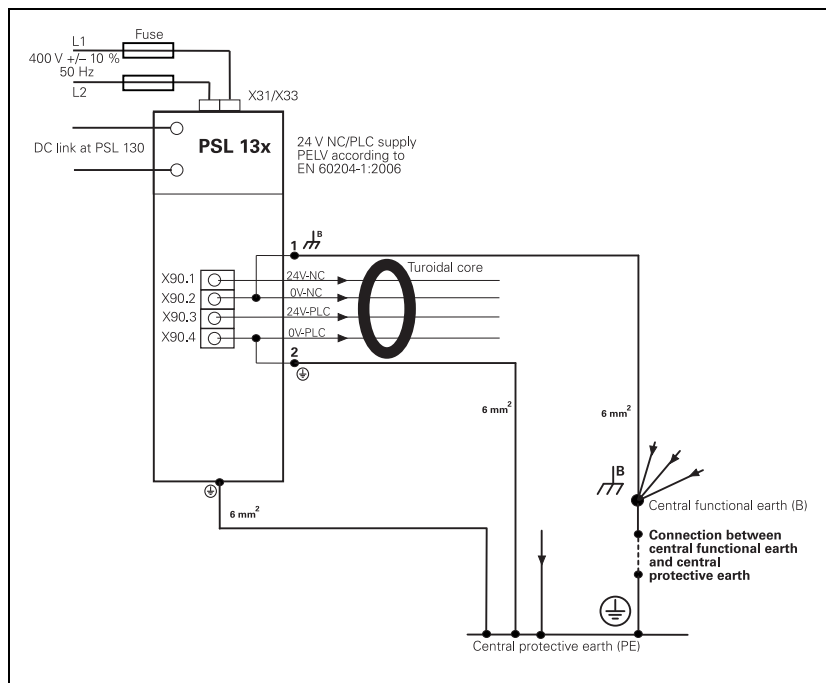 L1
Fuse
400 V +/– 10 %
50 Hz
L2
X31/X33
DC link at PSL 130
PSL 13x
24 V NC/PLC supply
PELV according to
EN 60204-1:2006
1
B
Turoidal core
X90.1
24V-NC
X90.2
0V-NC
X90.3
24V-PLC
X90.4
0V-PLC
2
6 mm²
6 mm²
B
Central functional earth (B)
6 mm²
Connection between
central functional earth
and central
protective earth
Central protective earth (PE)